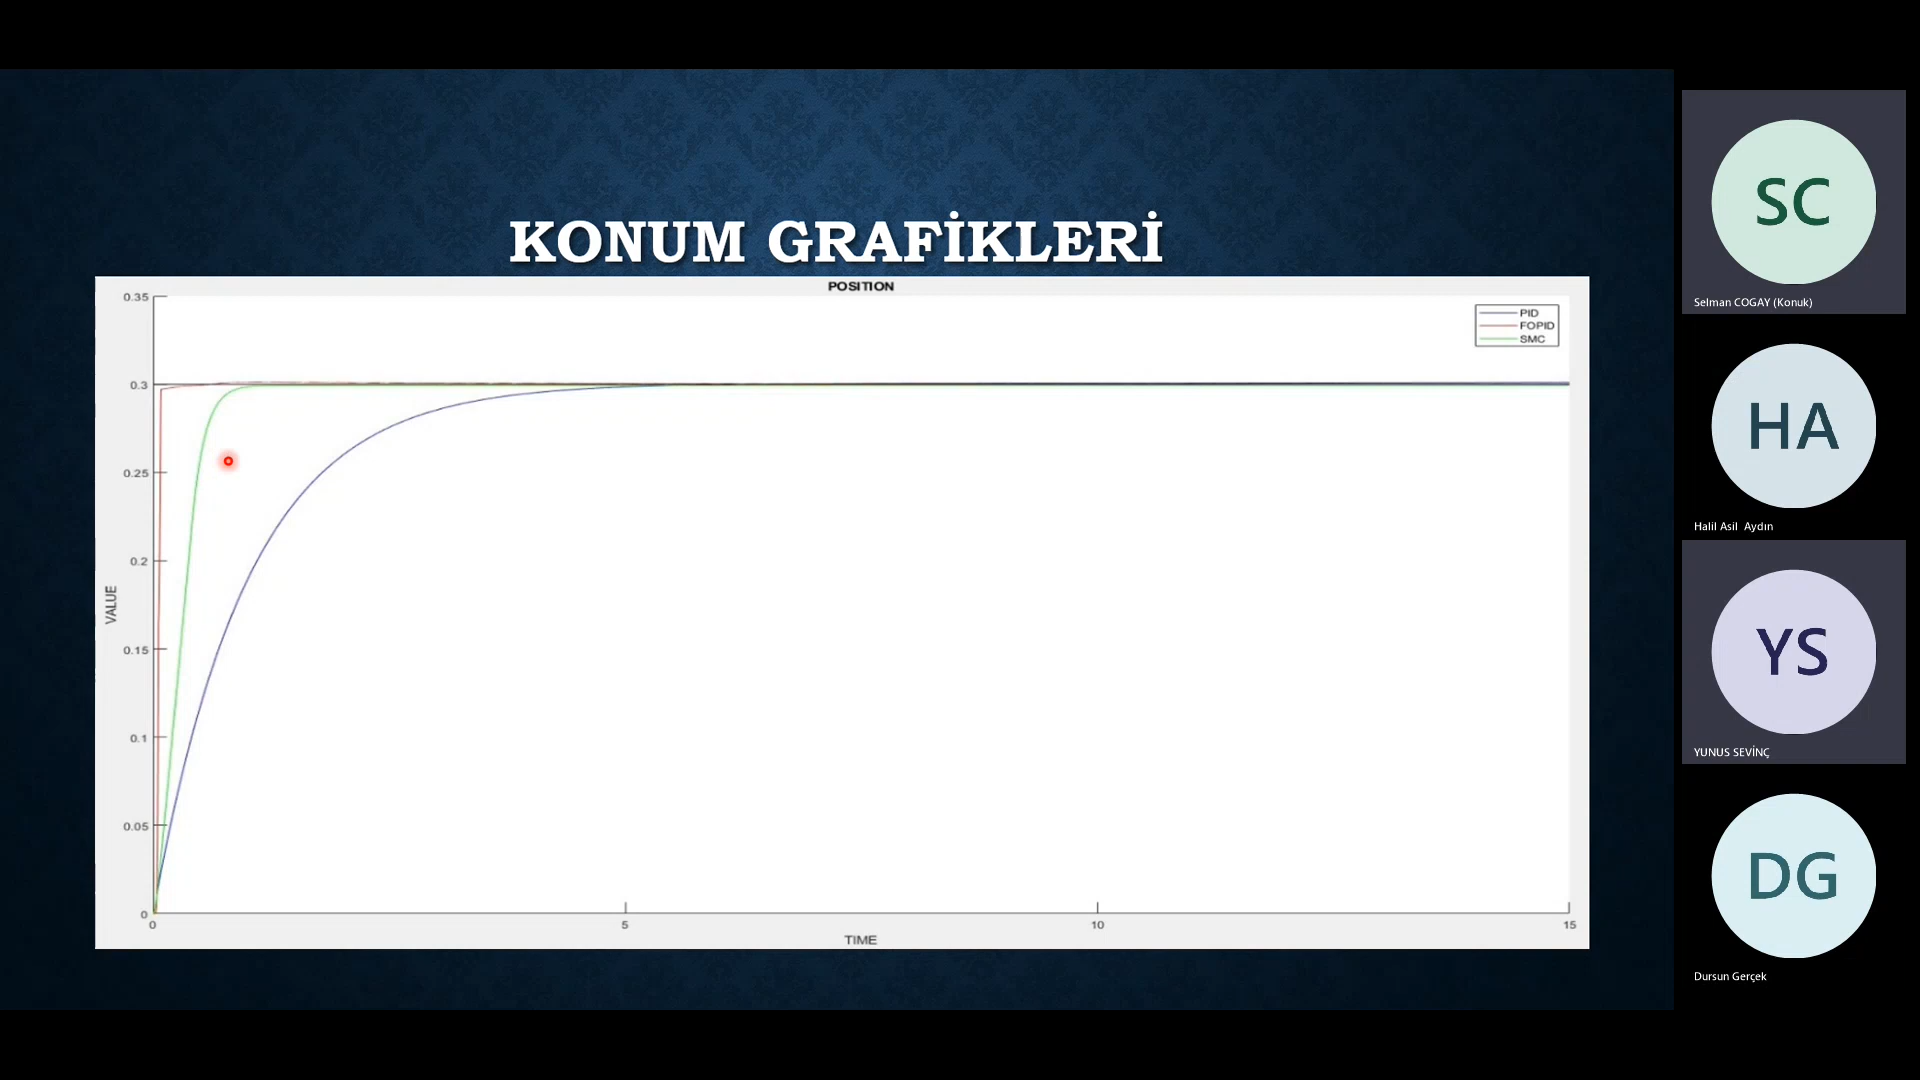 KONUM GRAFİKLERİ
POSITION
0.35
0.3
0.25
0.2
0.15
0.1
0.05
0
VALUE
0
5
10
15
TIME
PID
FOPID
SMC
SC
Selman COGAY (Konuk)
HA
Halil Asil Aydın
YS
YUNUS SEVİNÇ
DG
Dursun Gerçek